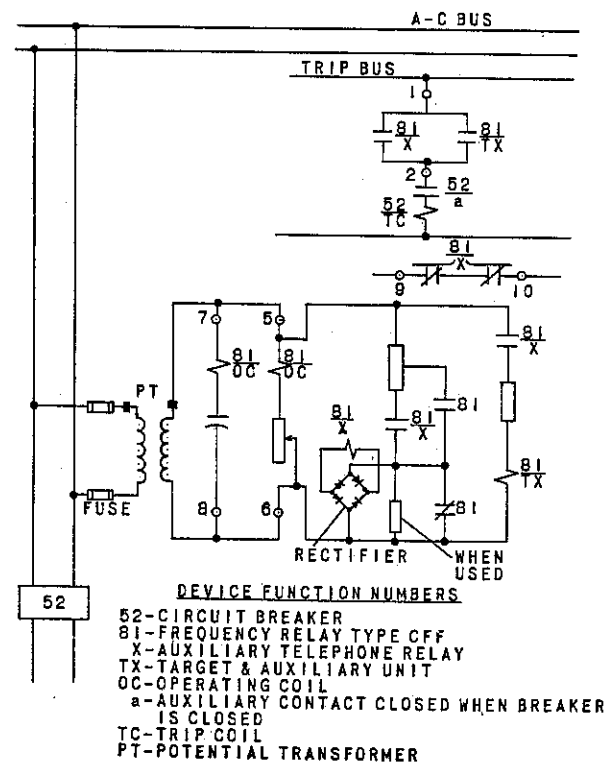 A-C BUS
TRIP BUS
1
81
X
81
TX
2
52
a
52
TC
81
X
9
10
7
5
81
OC
81
OC
81
X
PT
81
X
81
X
81
81
TX
81
8
6
FUSE
RECTIFIER
WHEN
USED
52
DEVICE FUNCTION NUMBERS
52-CIRCUIT BREAKER
81-FREQUENCY RELAY TYPE CFF
X-AUXILIARY TELEPHONE RELAY
TX-TARGET & AUXILIARY UNIT
OC-OPERATING COIL
a-AUXILIARY CONTACT CLOSED WHEN BREAKER
IS CLOSED
TC-TRIP COIL
PT-POTENTIAL TRANSFORMER